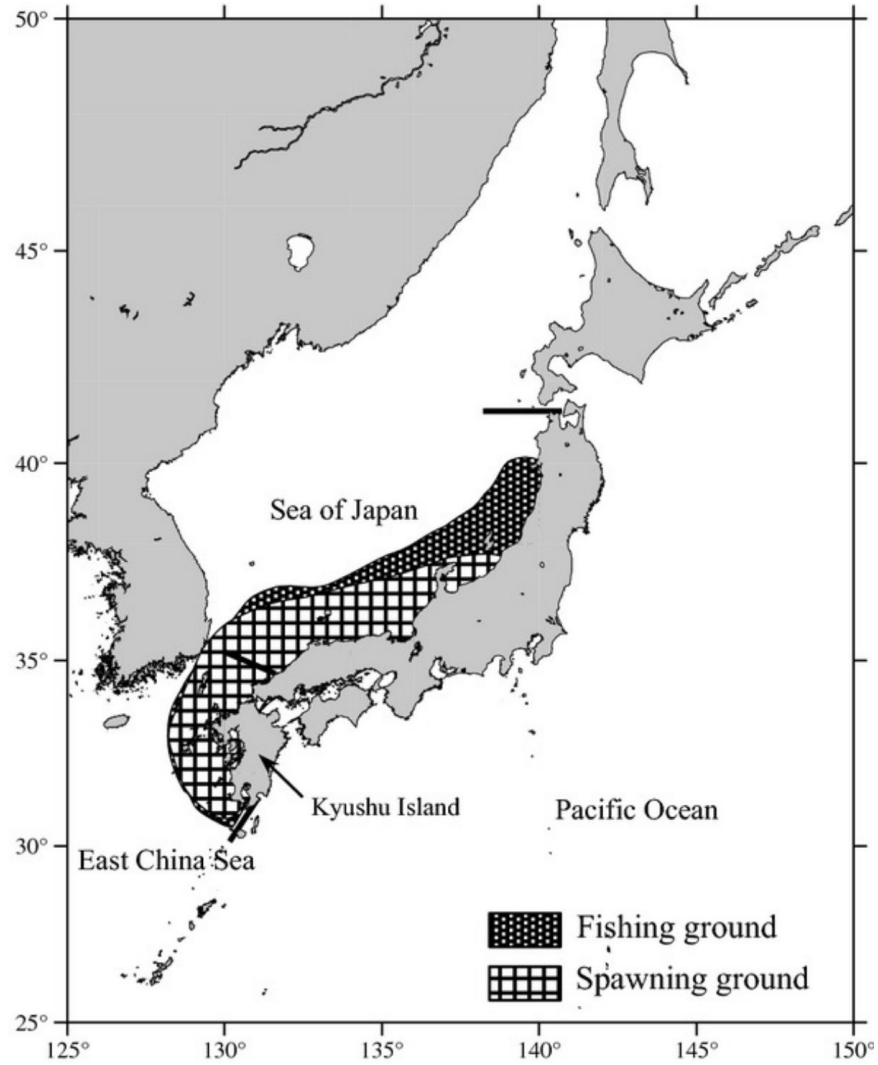 50°
45°
Sea of Japan
40°
35°
Kyushu Island
Pacific Ocean
30°
East China Sea
Fishing ground
Spawning ground
25°
125° 130° 135° 140° 145° 150°